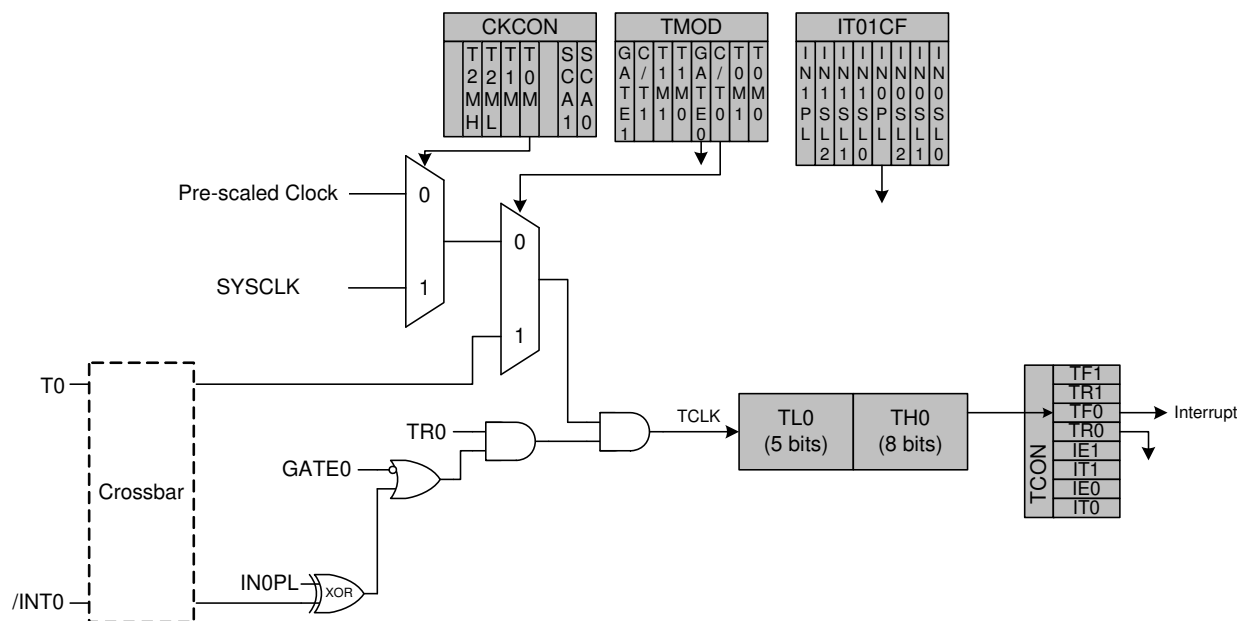 CKCON
T2MH
T2ML
T1M
T0M
SCA1
SCA0
TMOD
GATE1
C/T1
T1M1
T1M0
GATE0
C/T0
T0M1
T0M0
IT01CF
IN1PL
IN1SL2
IN1SL1
IN1SL0
IN0PL
IN0SL2
IN0SL1
IN0SL0
Pre-scaled Clock
0
SYSCLK
1
0
1
T0
Crossbar
/INT0
TR0
GATE0
IN0PL
XOR
TCLK
TL0
(5 bits)
TH0
(8 bits)
TCON
TF1
TR1
TF0
TR0
IE1
IT1
IE0
IT0
Interrupt